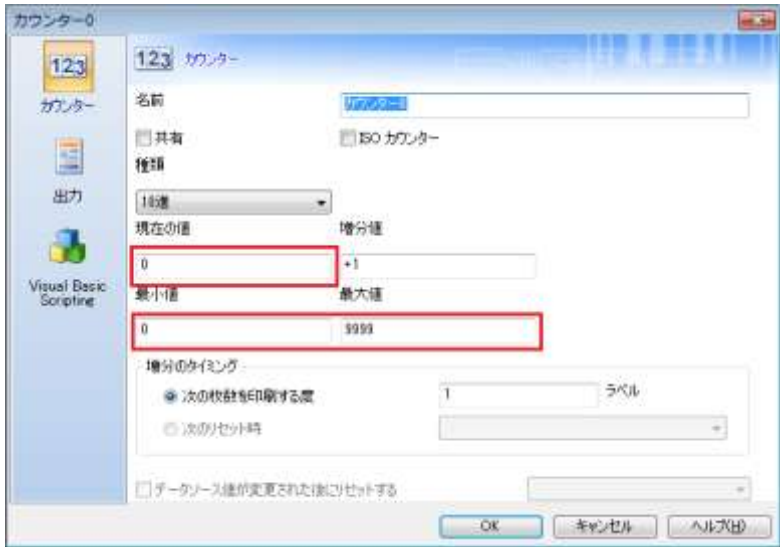 カウンター0
123
カウンター
出力
Visual Basic
Scripting
123 カウンター
名前
カウンター0
共有
ISO カウンター
種類
10進
現在の値
増分値
0
+1
最小値
最大値
0
9999
増分のタイミング
次の枚数を印刷する度
1
ラベル
次のリセット時
データソース値が変更された後にリセットする
OK
キャンセル
ヘルプ(H)